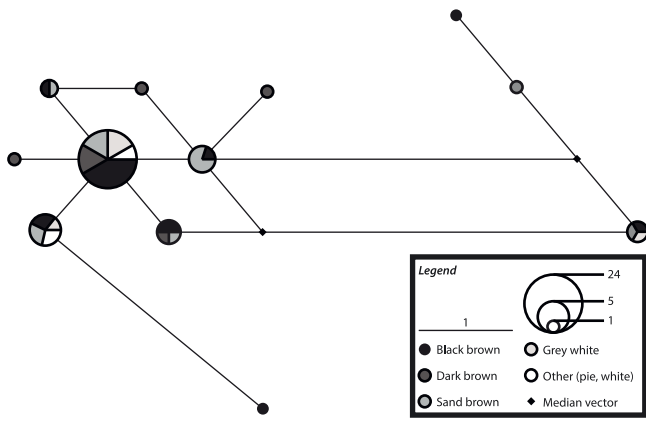 Legend
24
5
1
1
Black brown
Grey white
Dark brown
Other (pie, white)
Sand brown
Median vector